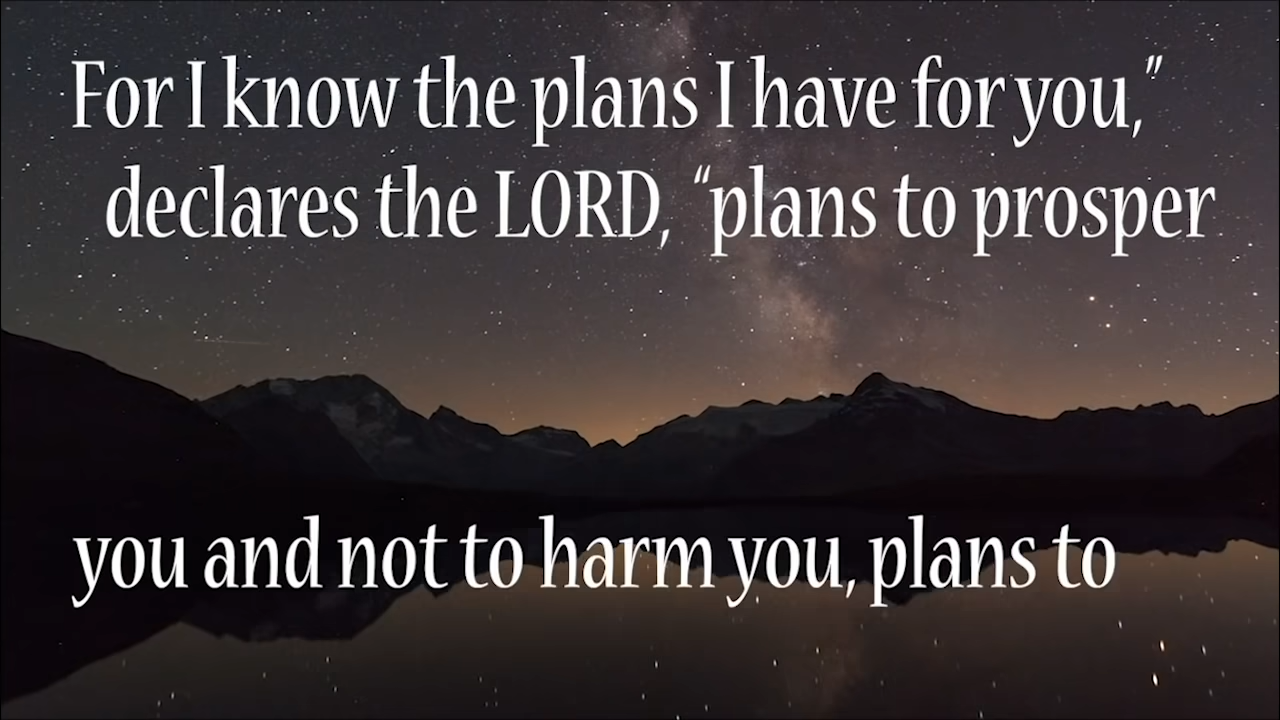 For I know the plans I have for you,”
declares the LORD, “plans to prosper
you and not to harm you, plans to